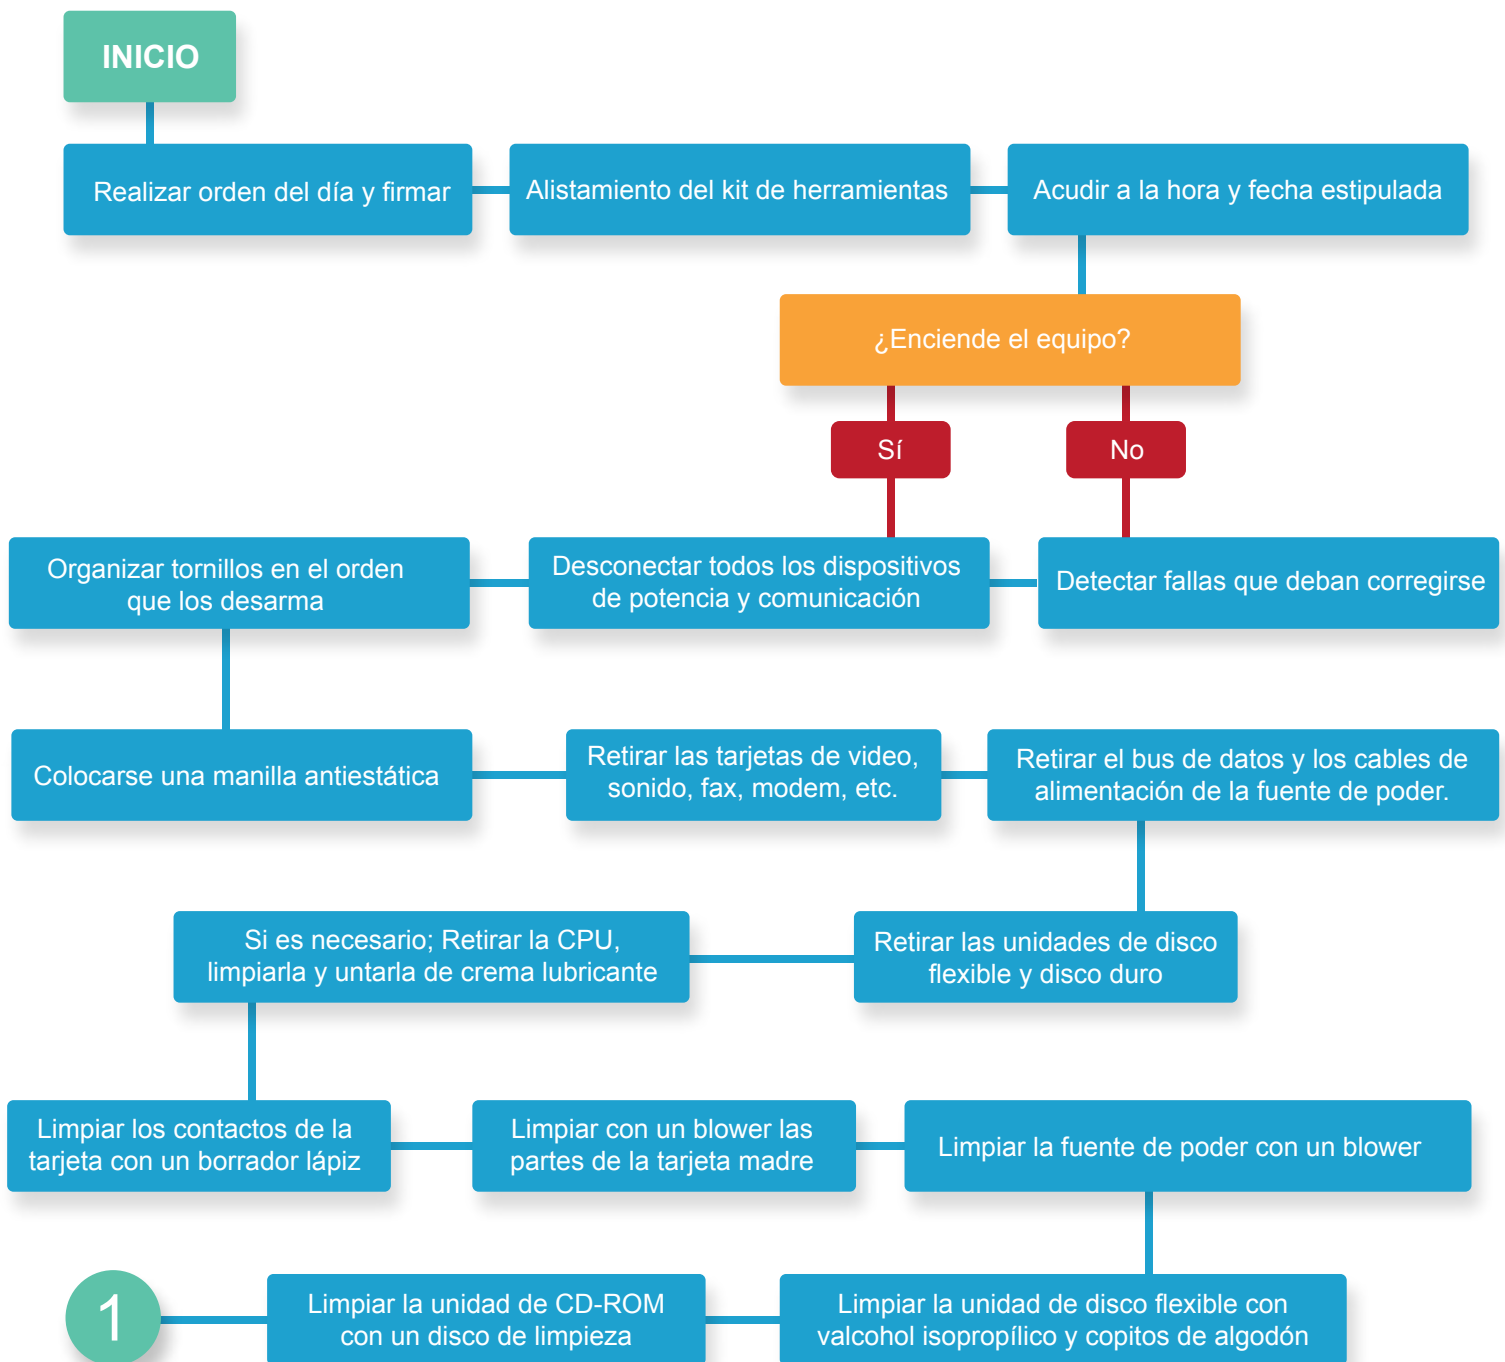 INICIO
Realizar orden del día y firmar
Alistamiento del kit de herramientas
Acudir a la hora y fecha estipulada
¿Enciende el equipo?
Sí
No
Organizar tornillos en el orden
que los desarma
Desconectar todos los dispositivos
de potencia y comunicación
Detectar fallas que deban corregirse
Colocarse una manilla antiestática
Retirar las tarjetas de video,
sonido, fax, modem, etc.
Retirar el bus de datos y los cables de
alimentación de la fuente de poder.
Si es necesario; Retirar la CPU,
limpiarla y untarla de crema lubricante
Retirar las unidades de disco
flexible y disco duro
Limpiar los contactos de la
tarjeta con un borrador lápiz
Limpiar con un blower las
partes de la tarjeta madre
Limpiar la fuente de poder con un blower
1
Limpiar la unidad de CD-ROM
con un disco de limpieza
Limpiar la unidad de disco flexible con
valcohol isopropílico y copitos de algodón